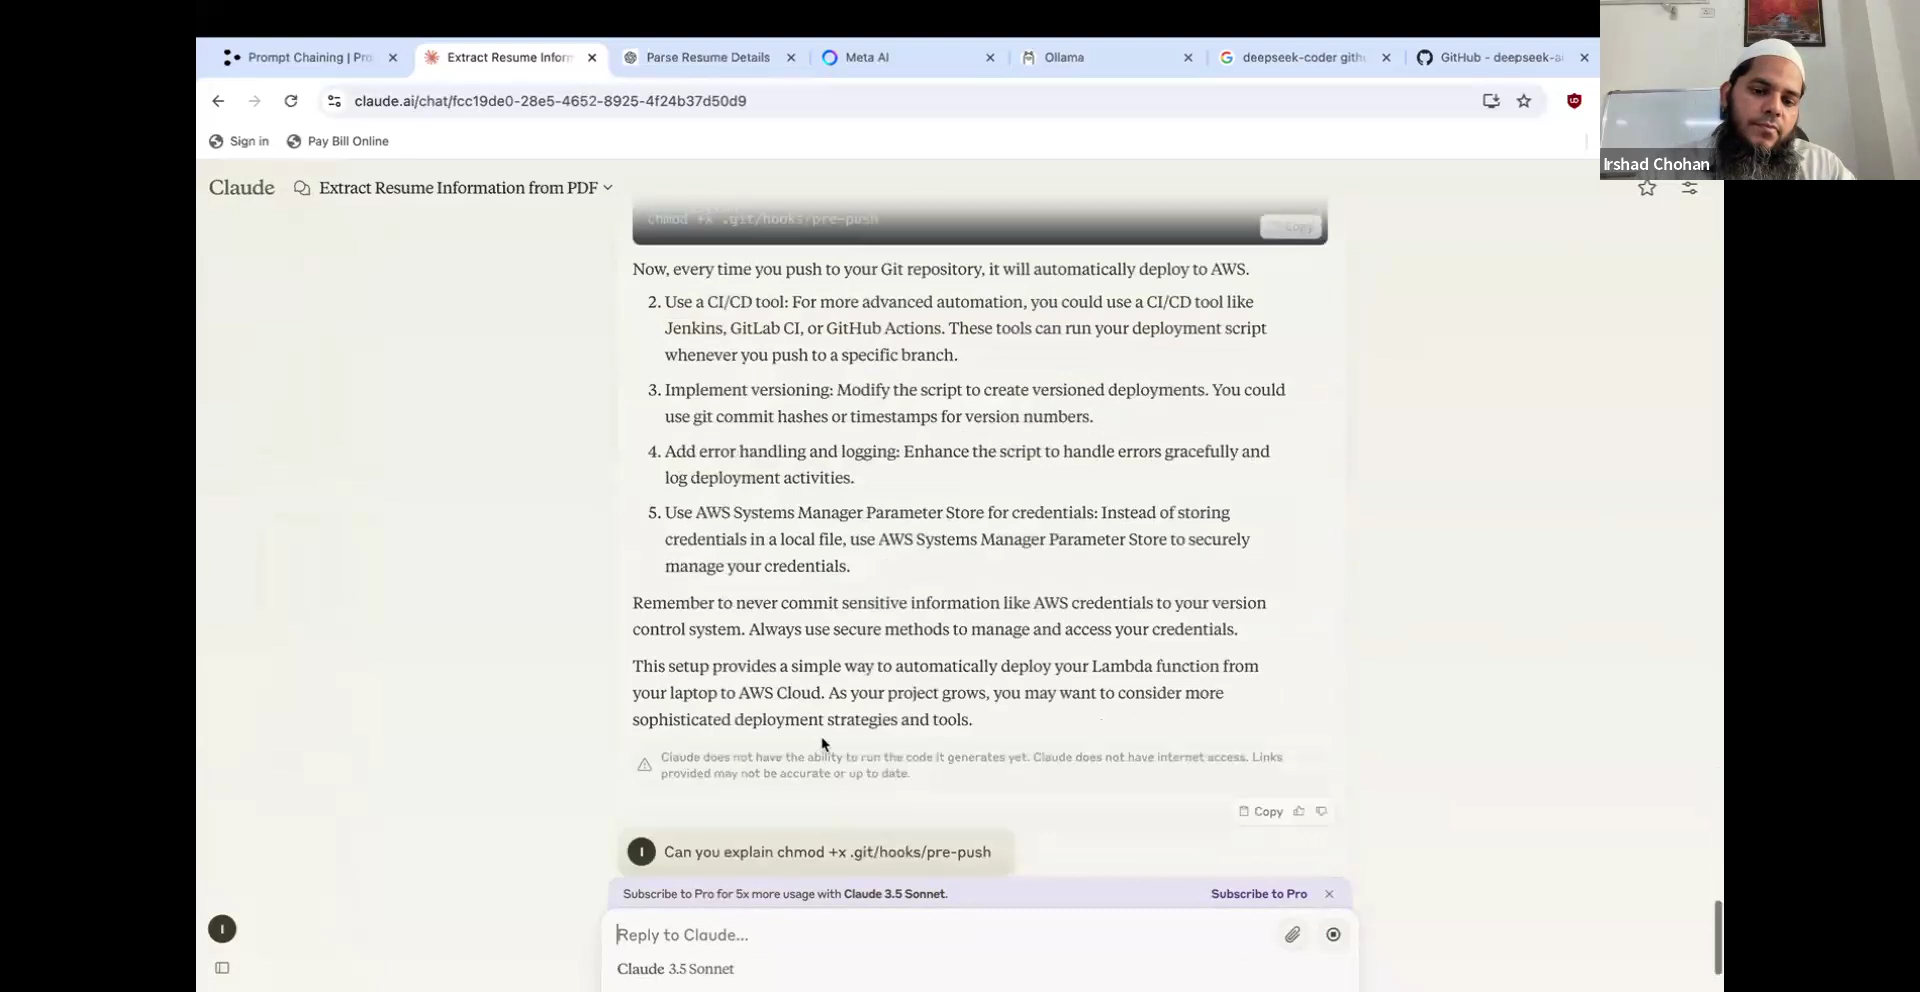 Prompt Chaining | Pro
Extract Resume Inform
Parse Resume Details
Meta AI
Ollama
deepseek-coder gith
GitHub - deepseek-ai
claude.ai/chat/fcc19de0-28e5-4652-8925-4f24b37d50d9
Sign in
Pay Bill Online
Irshad Chohan
Claude
Extract Resume Information from PDF
chmod +x .git/hooks/pre-push
Copy
Now, every time you push to your Git repository, it will automatically deploy to AWS.
2. Use a CI/CD tool: For more advanced automation, you could use a CI/CD tool like
Jenkins, GitLab CI, or GitHub Actions. These tools can run your deployment script
whenever you push to a specific branch.
3. Implement versioning: Modify the script to create versioned deployments. You could
use git commit hashes or timestamps for version numbers.
4. Add error handling and logging: Enhance the script to handle errors gracefully and
log deployment activities.
5. Use AWS Systems Manager Parameter Store for credentials: Instead of storing
credentials in a local file, use AWS Systems Manager Parameter Store to securely
manage your credentials.
Remember to never commit sensitive information like AWS credentials to your version
control system. Always use secure methods to manage and access your credentials.
This setup provides a simple way to automatically deploy your Lambda function from
your laptop to AWS Cloud. As your project grows, you may want to consider more
sophisticated deployment strategies and tools.
Claude does not have the ability to run the code it generates yet. Claude does not have internet access. Links
provided may not be accurate or up to date.
Copy
I
Can you explain chmod +x .git/hooks/pre-push
Subscribe to Pro for 5x more usage with Claude 3.5 Sonnet.
Subscribe to Pro
I
Reply to Claude...
Claude 3.5 Sonnet